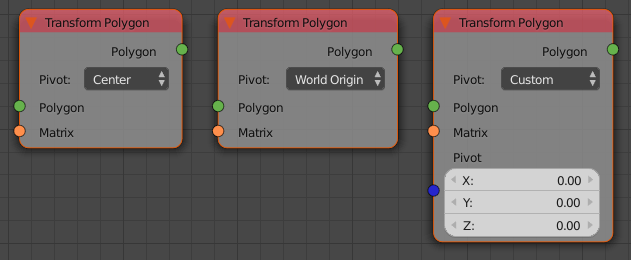 Transform Polygon
Polygon
Pivot: Center
Polygon
Matrix
Transform Polygon
Polygon
Pivot: World Origin
Polygon
Matrix
Transform Polygon
Polygon
Pivot: Custom
Polygon
Matrix
Pivot
X: 0.00
Y: 0.00
Z: 0.00